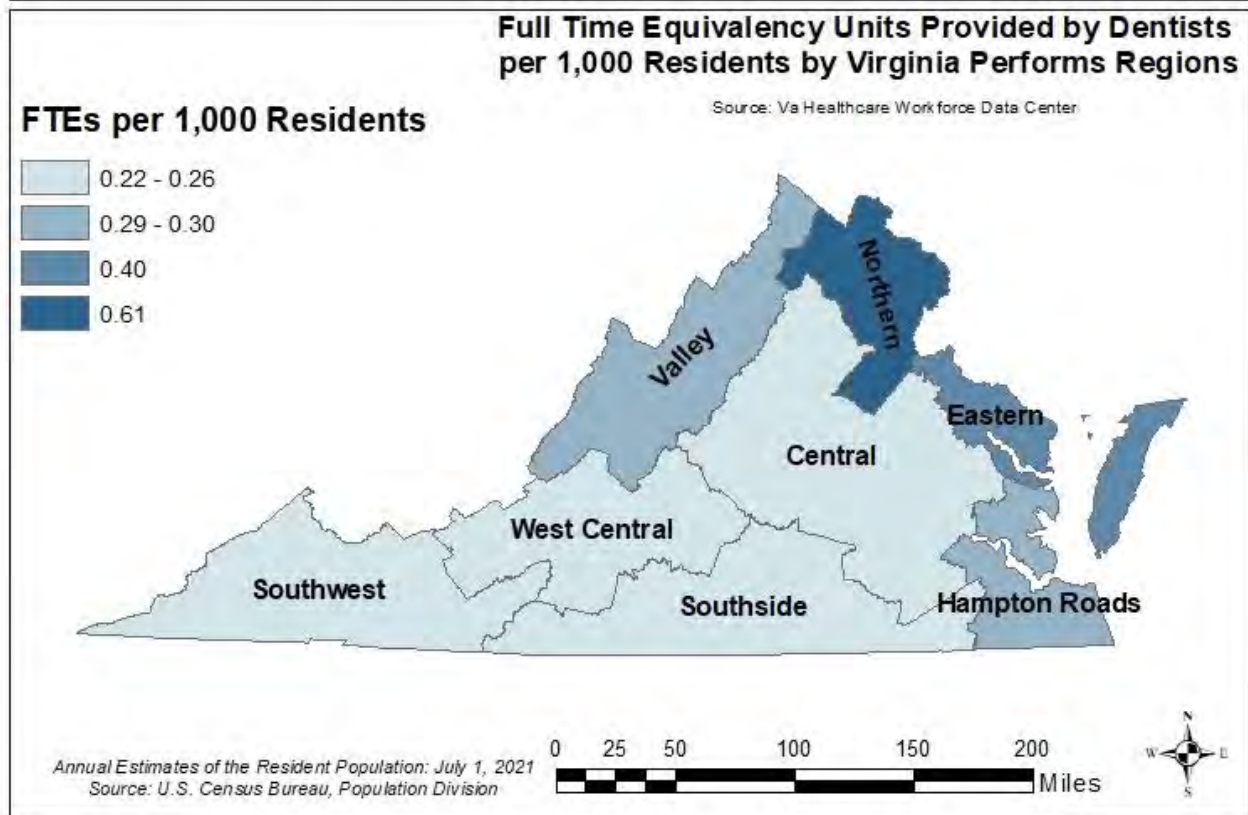 Full Time Equivalency Units Provided by Dentists
per 1,000 Residents by Virginia Performs Regions
Source: Va Healthcare Workforce Data Center
FTEs per 1,000 Residents
0.22 - 0.26
0.29 - 0.30
0.40
0.61
Northern
Valley
Eastern
Central
West Central
Southwest
Southside
Hampton Roads
Annual Estimates of the Resident Population: July 1, 2021
Source: U.S. Census Bureau, Population Division
0 25 50 100 150 200
Miles
N
W E
S